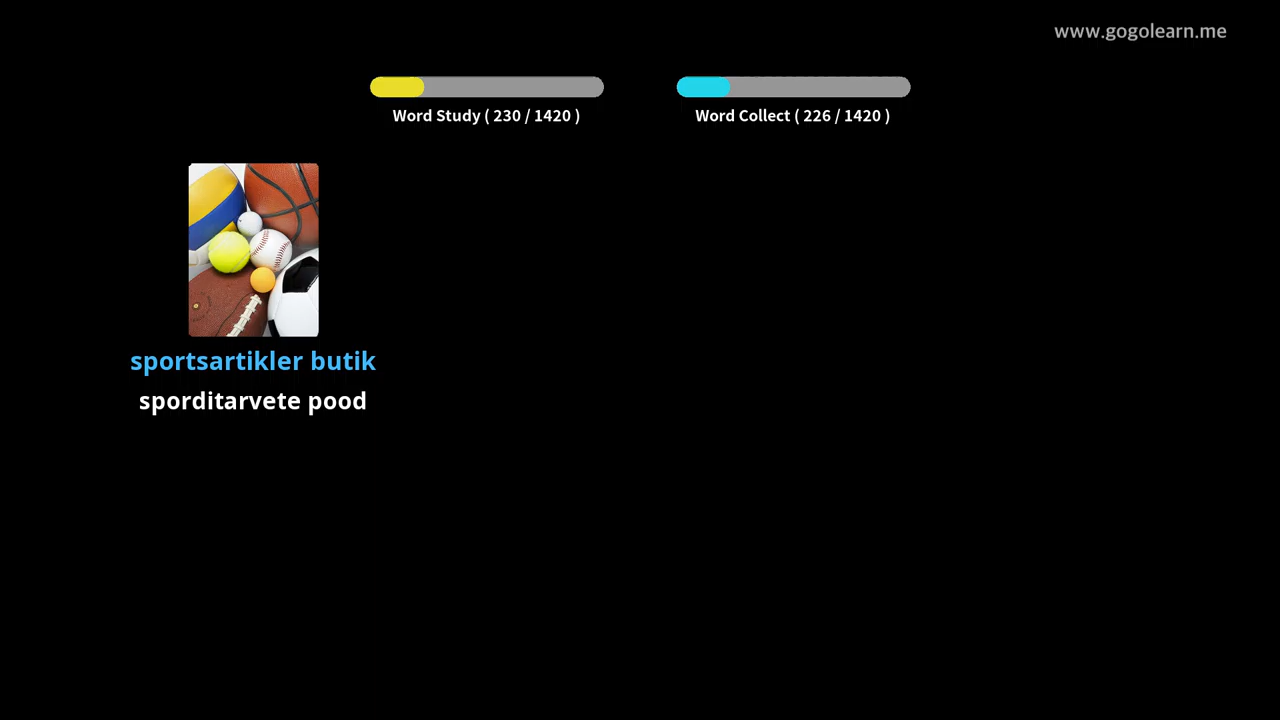 www.gogolearn.me
Word Study ( 230 / 1420 )
Word Collect ( 226 / 1420 )
sportsartikler butik
sporditarvete pood